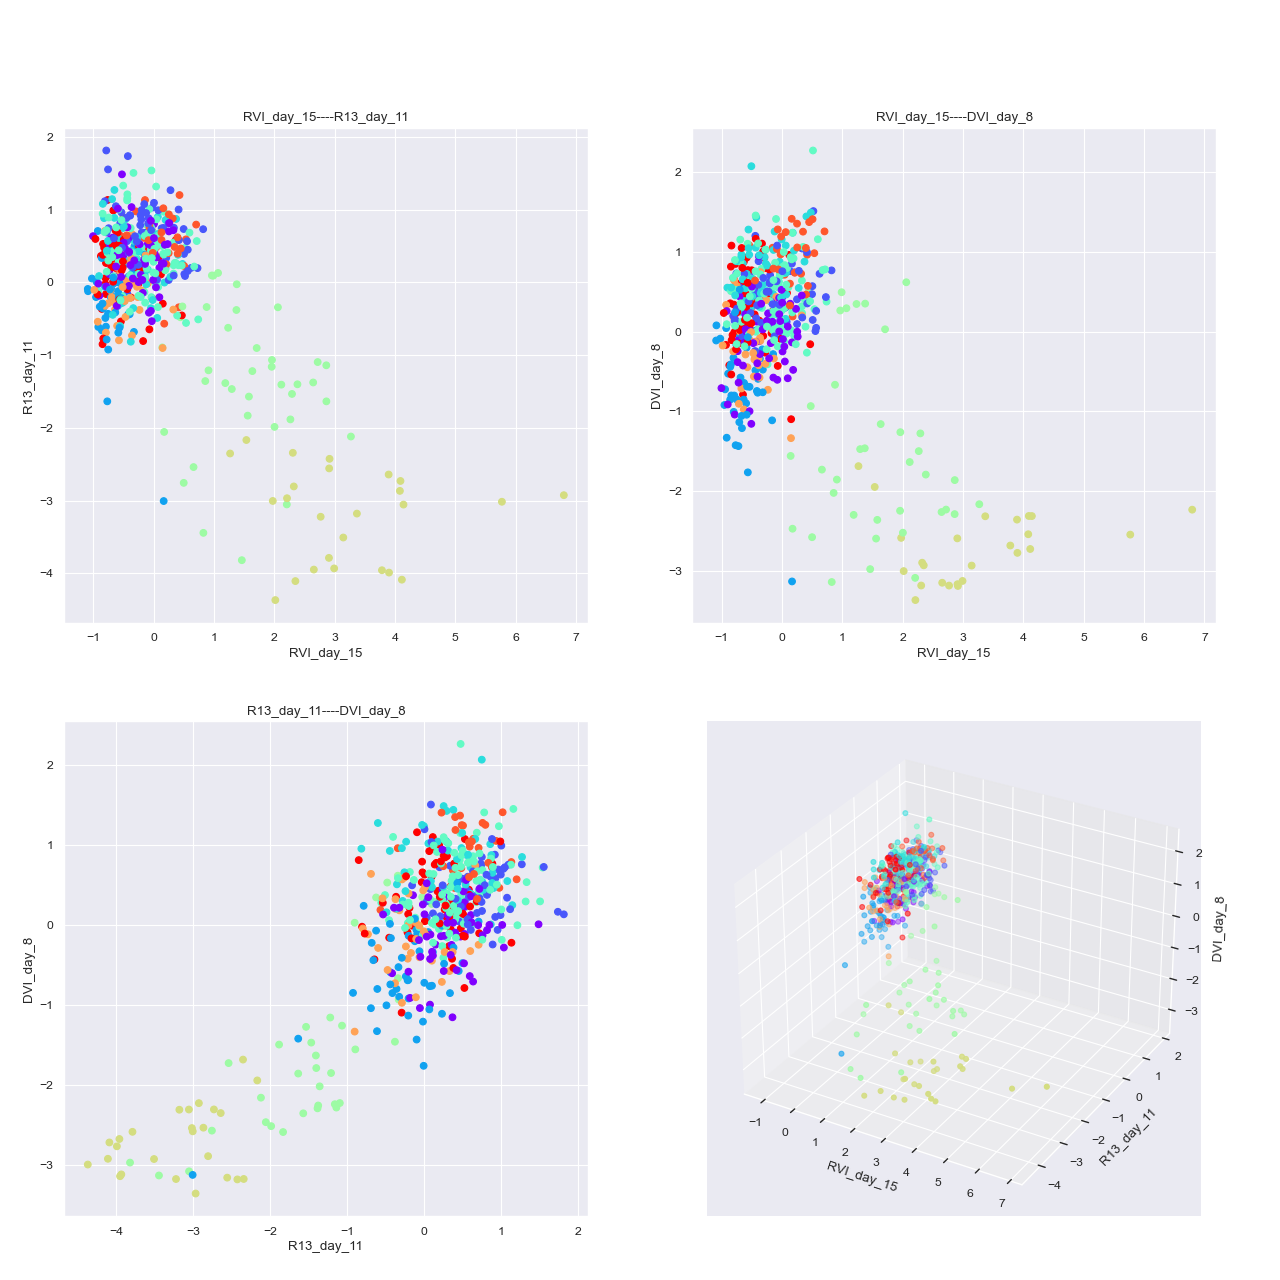 RVI_day_15----R13_day_11
2
1
0
−1
−2
−3
−4
R13_day_11
−1 0 1 2 3 4 5 6 7
RVI_day_15
RVI_day_15----DVI_day_8
2
1
0
−1
−2
−3
DVI_day_8
−1 0 1 2 3 4 5 6 7
RVI_day_15
R13_day_11----DVI_day_8
2
1
0
−1
−2
−3
DVI_day_8
−4 −3 −2 −1 0 1 2
R13_day_11
2
1
0
−1
−2
−3
DVI_day_8
2
1
0
−1
−2
−3
−4
R13_day_11
−1 0 1 2 3 4 5 6 7
RVI_day_15